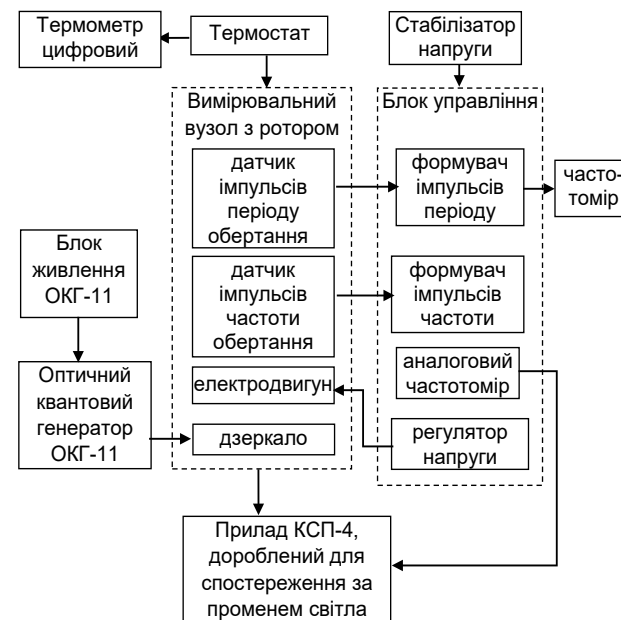 Термометр
цифровий
Термостат
Стабілізатор
напруги
Вимірювальний
вузол з ротором
Блок управління
датчик
імпульсів
періоду
обертання
формувач
імпульсів
періоду
часто-
томір
Блок
живлення
ОКГ-11
датчик
імпульсів
частоти
обертання
формувач
імпульсів
частоти
Оптичний
квантовий
генератор
ОКГ-11
електродвигун
аналоговий
частотомір
дзеркало
регулятор
напруги
Прилад КСП-4,
дороблений для
спостереження за
променем світла